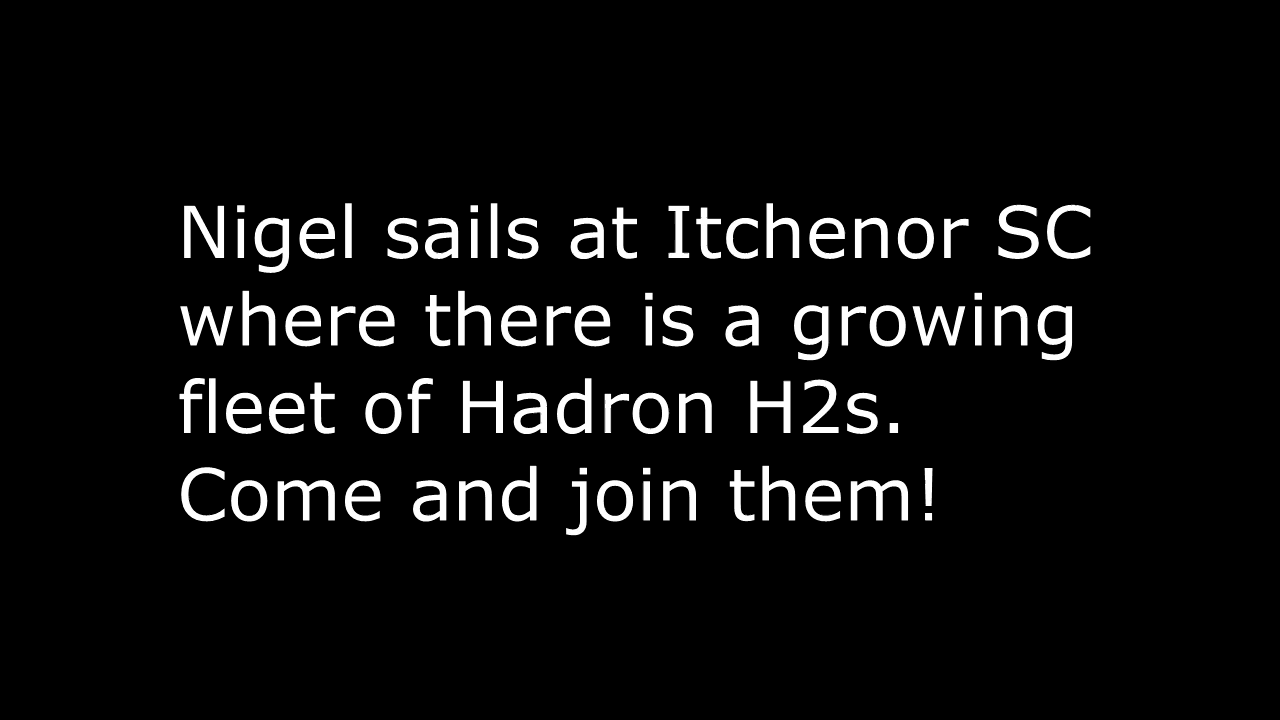 Nigel sails at Itchenor SC
where there is a growing
fleet of Hadron H2s.
Come and join them!